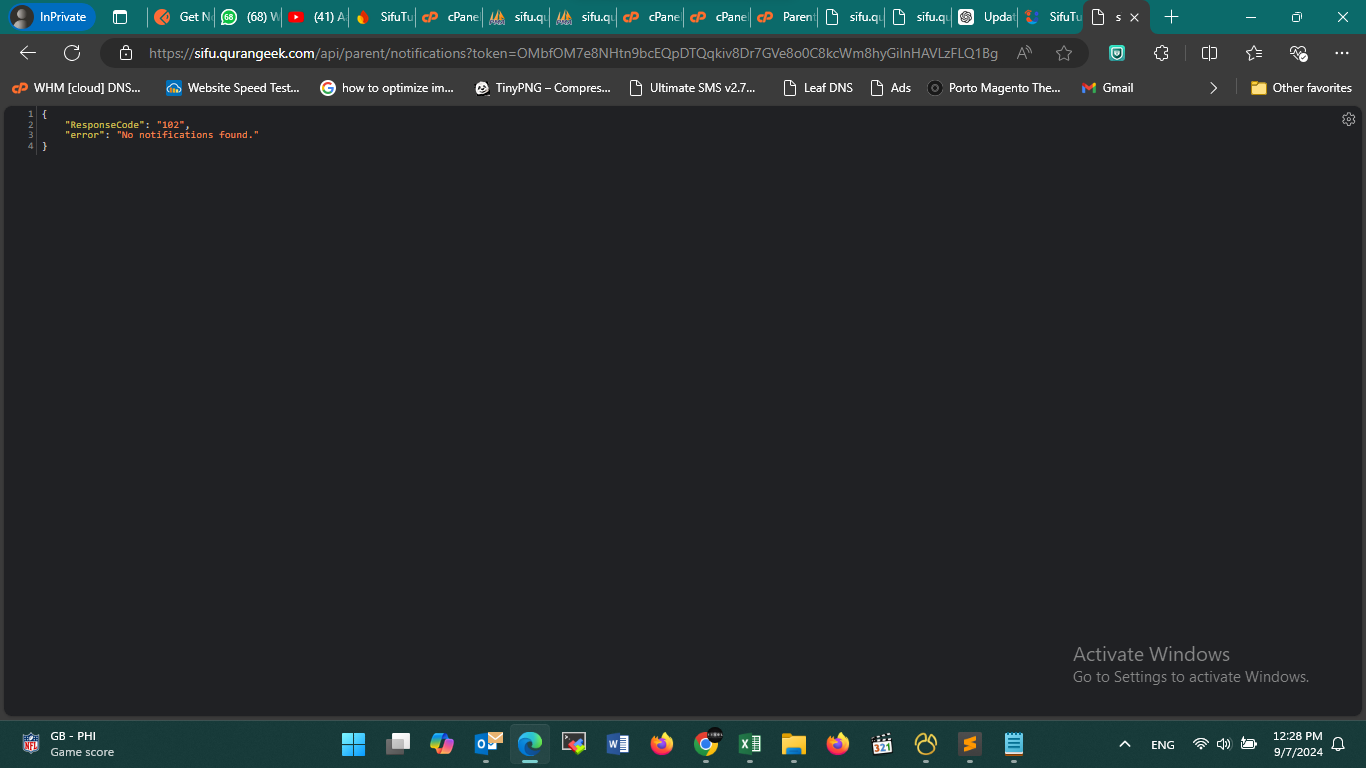 InPrivate
Get N
68
(68) W
(41) A
SifuTu
cPane
sifu.qu
sifu.qu
cPane
cPane
Parent
sifu.qu
sifu.qu
Updat
SifuTu
s
https://sifu.qurangeek.com/api/parent/notifications?token=OMbfOM7e8NHtn9bcEQpDTQqkiv8Dr7GVe8o0C8kcWm8hyGiInHAVLzFLQ1Bg
WHM [cloud] DNS...
Website Speed Test...
how to optimize im...
TinyPNG – Compres...
Ultimate SMS v2.7...
Leaf DNS
Ads
Porto Magento The...
Gmail
Other favorites
1 {
2 "ResponseCode": "102",
3 "error": "No notifications found."
4 }
Activate Windows
Go to Settings to activate Windows.
GB - PHI
Game score
321
ENG
12:28 PM
9/7/2024